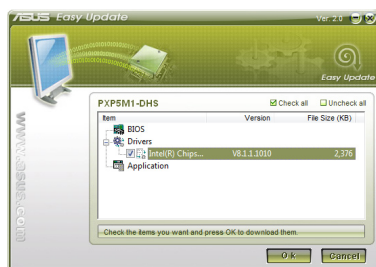 ASUS Easy Update
Ver. 2.0
Easy Update
PXP5M1-DHS
Check all
Uncheck all
Item
Version
File Size (KB)
BIOS
Drivers
Intel(R) Chips...
V8.1.1.1010
2,376
Application
Check the items you want and press OK to download them.
Ok
Cancel
www.asus.com